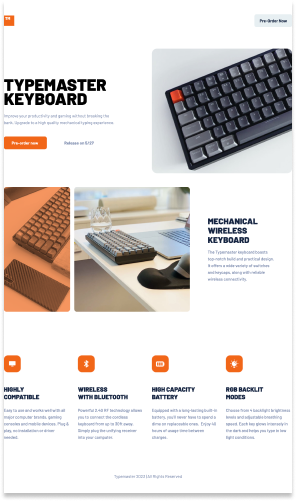 TM
Pre-Order Now
TYPEMASTER
KEYBOARD
Improve your productivity and gaming without breaking the
bank. Upgrade to a high quality mechanical typing experience.
Pre-order now
Release on 5/27
MECHANICAL
WIRELESS
KEYBOARD
The Typemaster keyboard boasts
top-notch build and practical design.
It offers a wide variety of switches
and keycaps, along with reliable
wireless connectivity.
HIGHLY
COMPATIBLE
Easy to use and works well with all
major computer brands, gaming
consoles and mobile devices. Plug &
play, no installation or driver
needed.
WIRELESS
WITH BLUETOOTH
Powerful 2.4G RF technology allows
you to connect the cordless
keyboard from up to 30ft away.
Simply plug the unifying receiver
into your computer.
HIGH CAPACITY
BATTERY
Equipped with a long-lasting built-in
battery, you'll never have to spend a
dime on replaceable ones. Enjoy 40
hours of usage time between
charges.
RGB BACKLIT
MODES
Choose from 4 backlight brightness
levels and adjustable breathing
speed. Each key glows intensely in
the dark and helps you type in low
light conditions.
Typemaster 2023 | All Rights Reserved